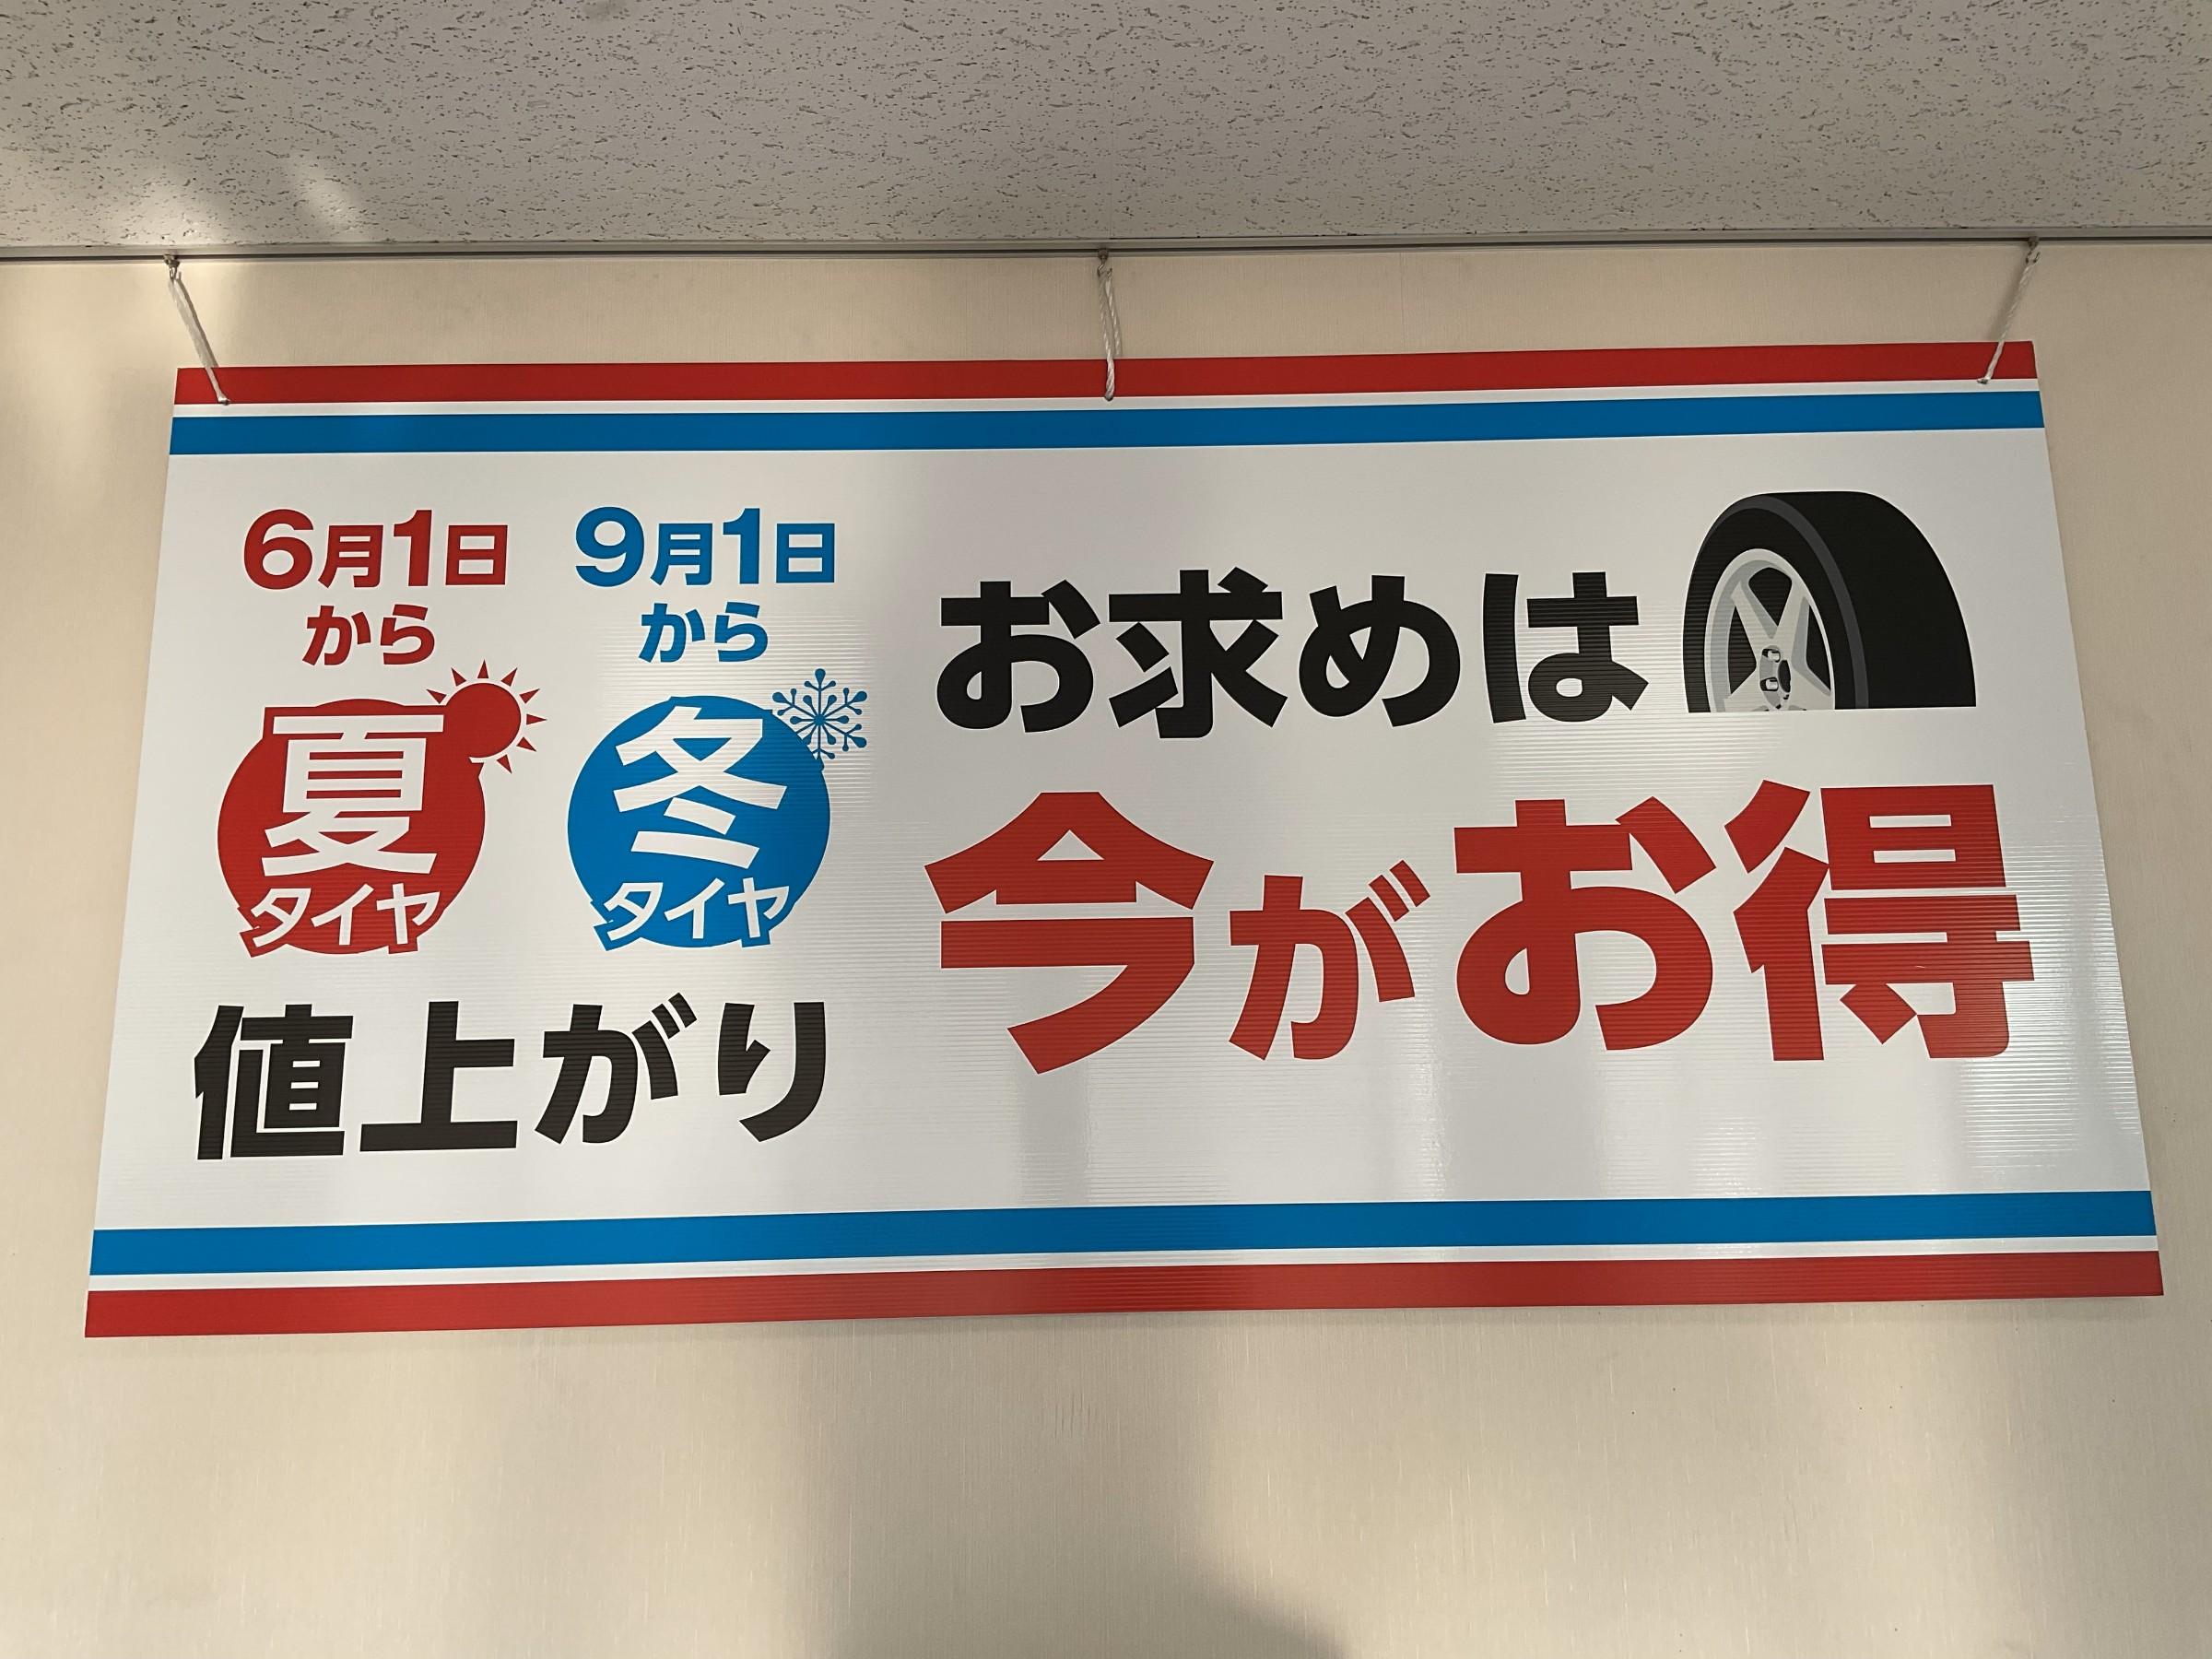 6月1日
から
夏
タイヤ
9月1日
から
冬
タイヤ
値上がり
お求めは
今がお得